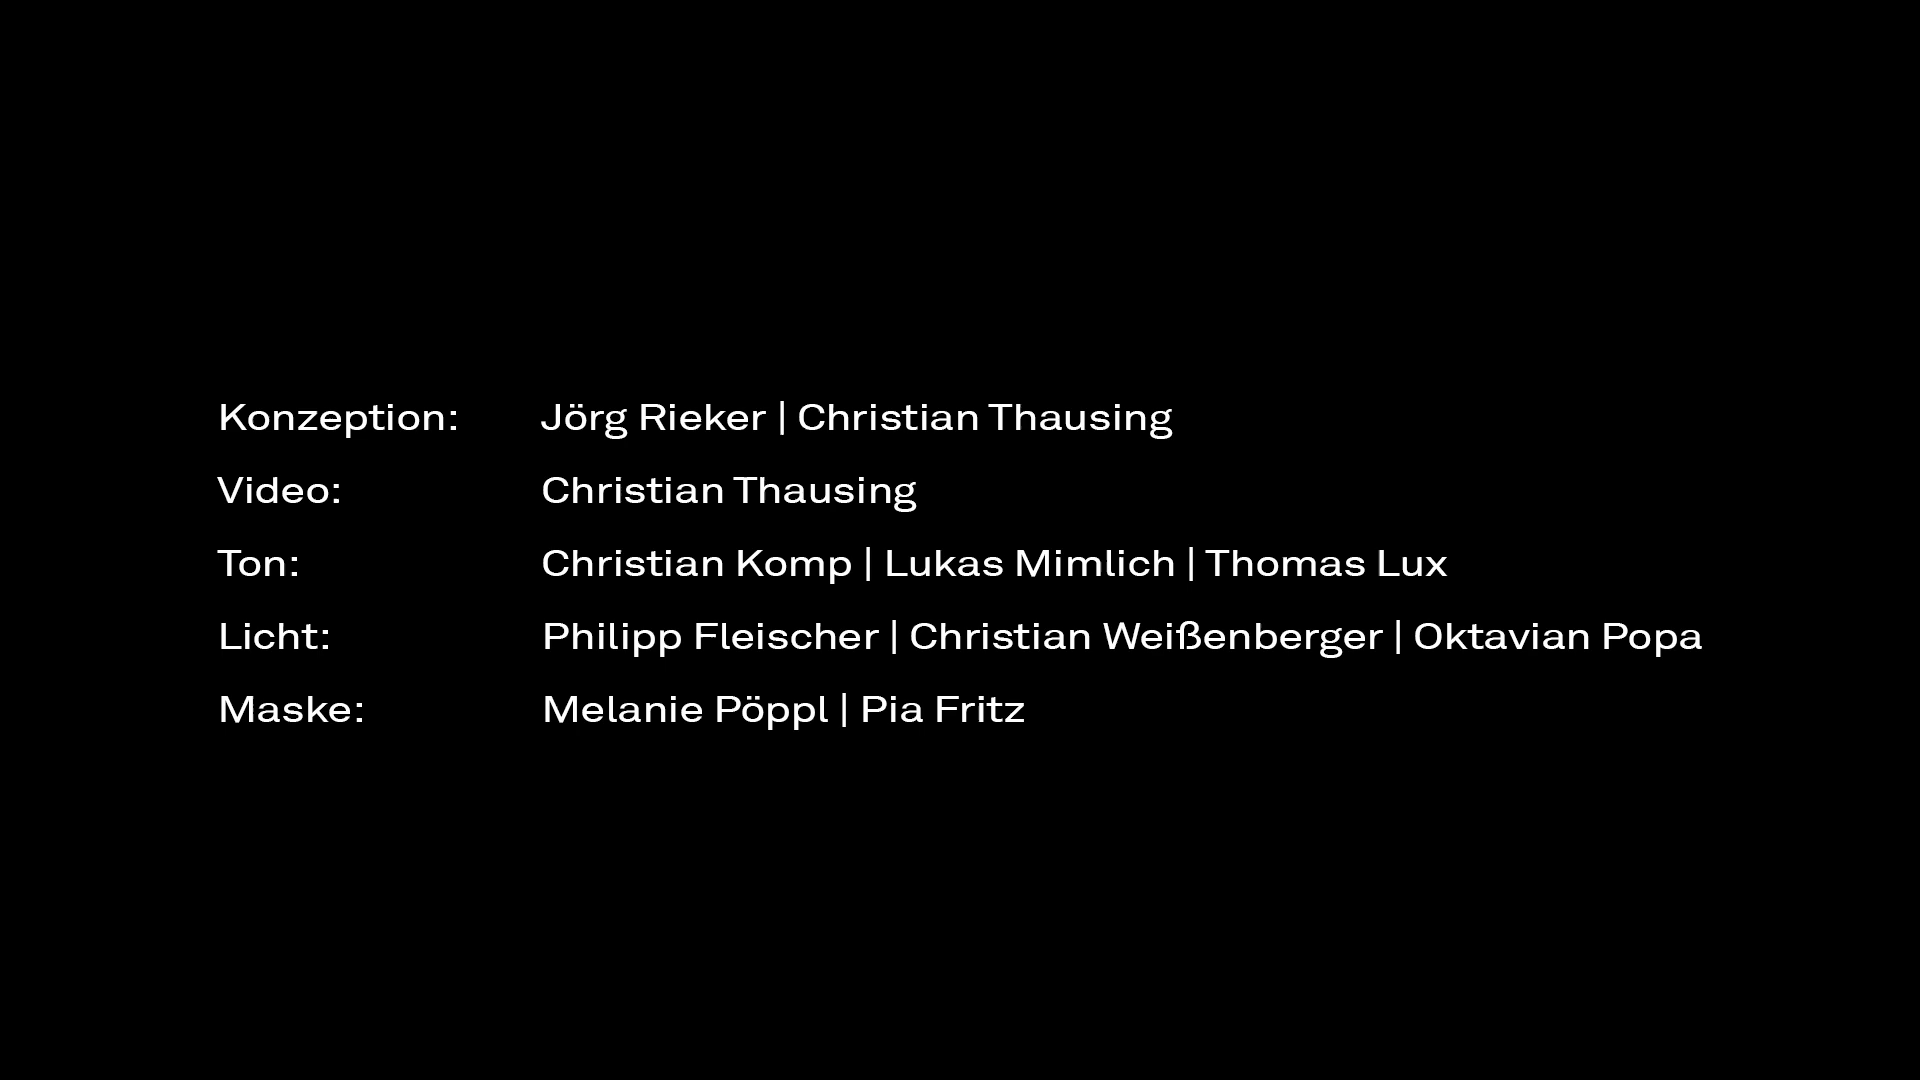 Konzeption: Jörg Rieker | Christian Thausing
Video: Christian Thausing
Ton: Christian Komp | Lukas Mimlich | Thomas Lux
Licht: Philipp Fleischer | Christian Weißenberger | Oktavian Popa
Maske: Melanie Pöppl | Pia Fritz